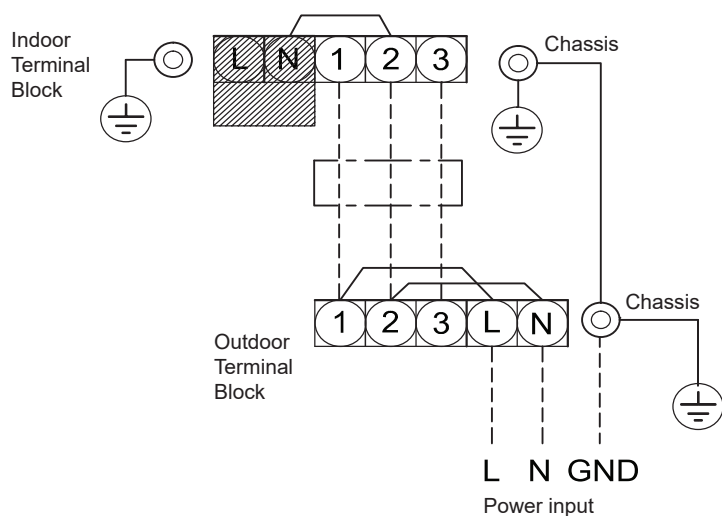 Indoor
Terminal
Block
L N 1 2 3
Chassis
1 2 3 L N
Chassis
Outdoor
Terminal
Block
L N GND
Power input